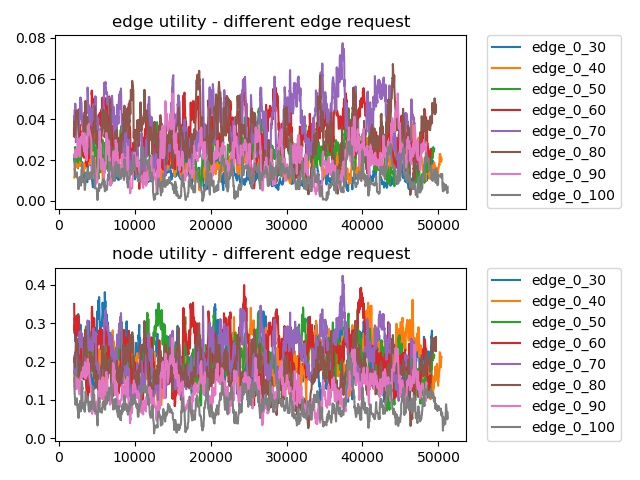 edge utility - different edge request
0.08
0.06
0.04
0.02
0.00
0 10000 20000 30000 40000 50000
edge_0_30
edge_0_40
edge_0_50
edge_0_60
edge_0_70
edge_0_80
edge_0_90
edge_0_100
node utility - different edge request
0.4
0.3
0.2
0.1
0.0
0 10000 20000 30000 40000 50000
edge_0_30
edge_0_40
edge_0_50
edge_0_60
edge_0_70
edge_0_80
edge_0_90
edge_0_100